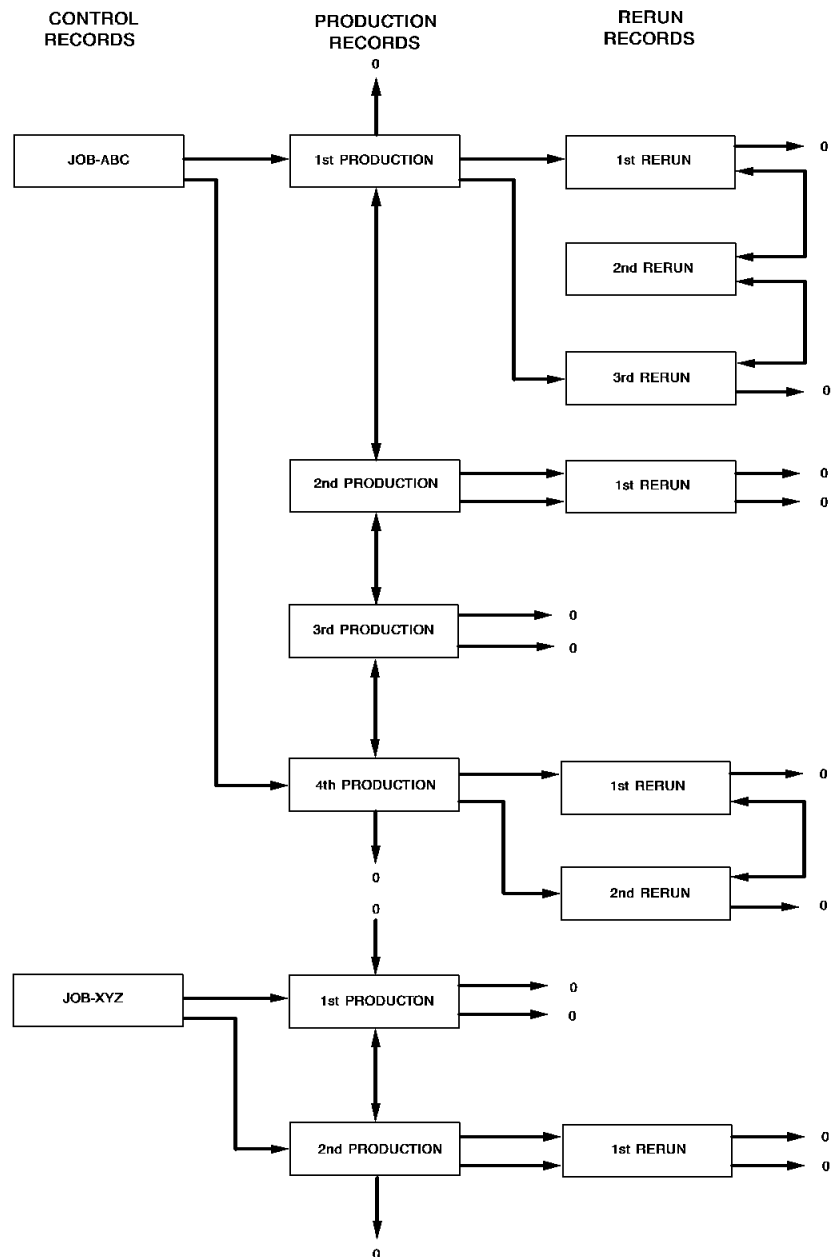 CONTROL
RECORDS
PRODUCTION
RECORDS
RERUN
RECORDS
0
JOB-ABC
1st PRODUCTION
1st RERUN
0
2nd RERUN
3rd RERUN
0
2nd PRODUCTION
1st RERUN
0
0
3rd PRODUCTION
0
0
4th PRODUCTION
1st RERUN
0
0
2nd RERUN
0
0
JOB-XYZ
1st PRODUCTON
0
0
2nd PRODUCTION
1st RERUN
0
0
0